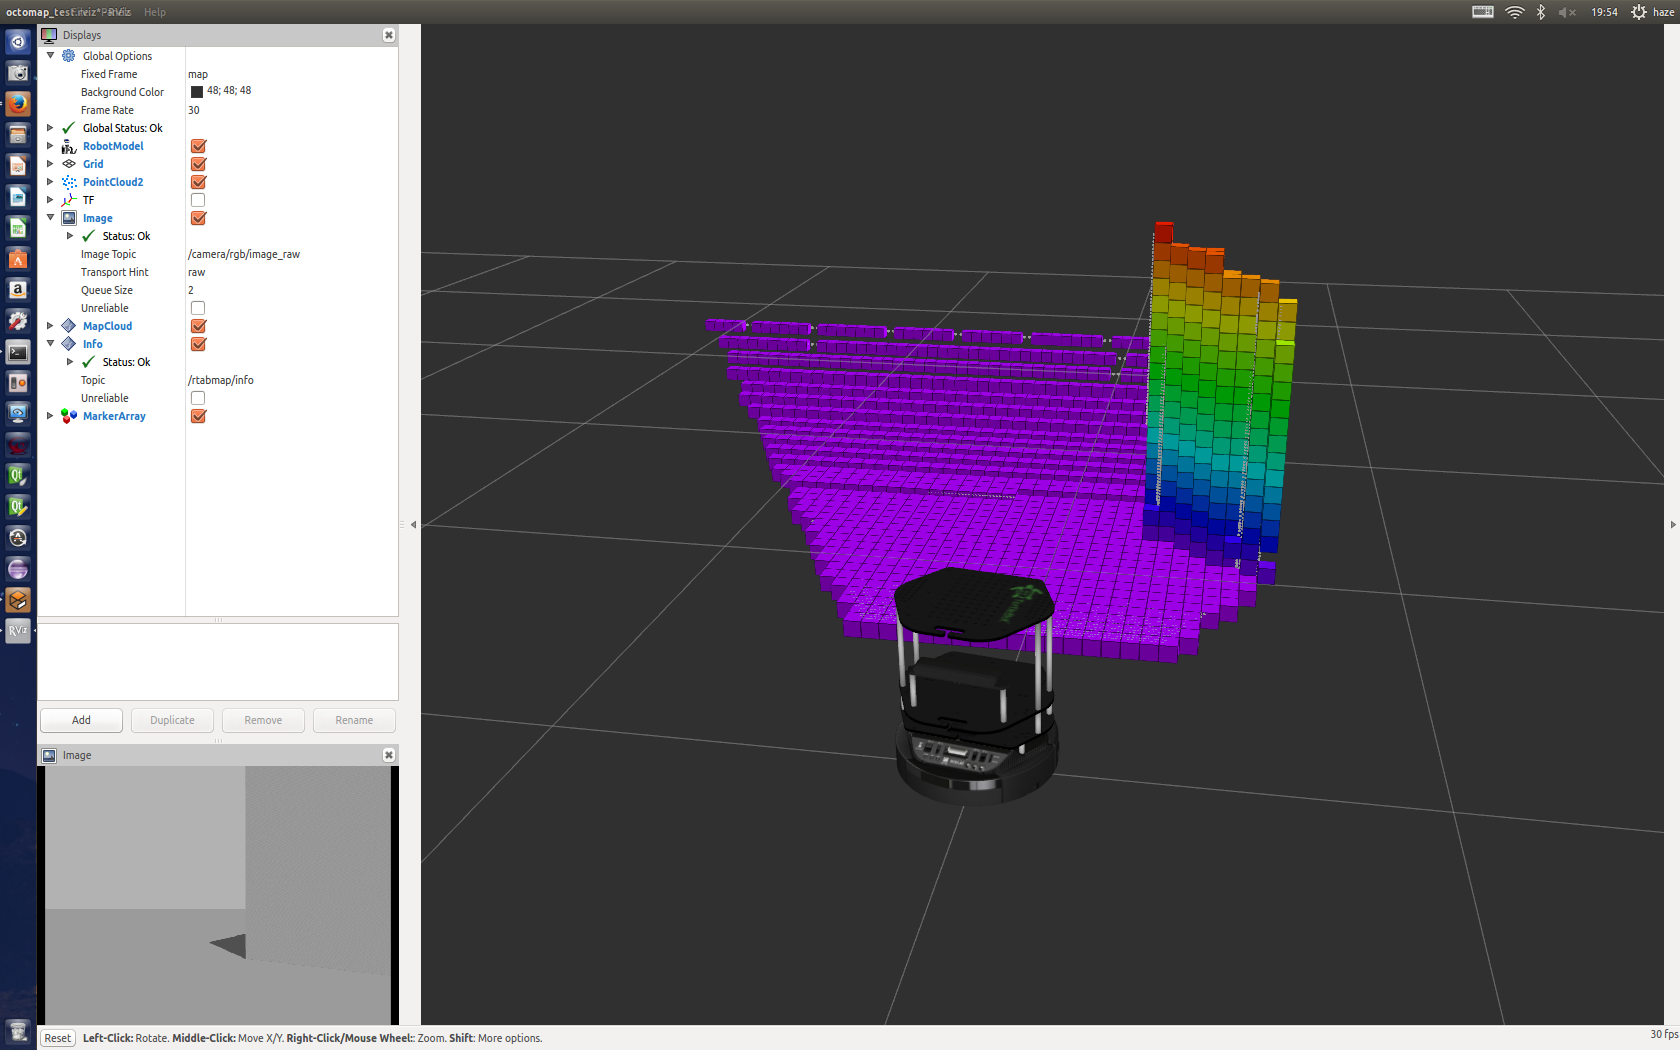 octomap_test.rviz* - RViz Help
19:54 haze
Displays
Global Options
Fixed Frame map
Background Color 48; 48; 48
Frame Rate 30
Global Status: Ok
RobotModel
Grid
PointCloud2
TF
Image
Status: Ok
Image Topic /camera/rgb/image_raw
Transport Hint raw
Queue Size 2
Unreliable
MapCloud
Info
Status: Ok
Topic /rtabmap/info
Unreliable
MarkerArray
RViz
Add Duplicate Remove Rename
Image
Reset Left-Click: Rotate. Middle-Click: Move X/Y. Right-Click/Mouse Wheel:: Zoom. Shift: More options. 30 fps